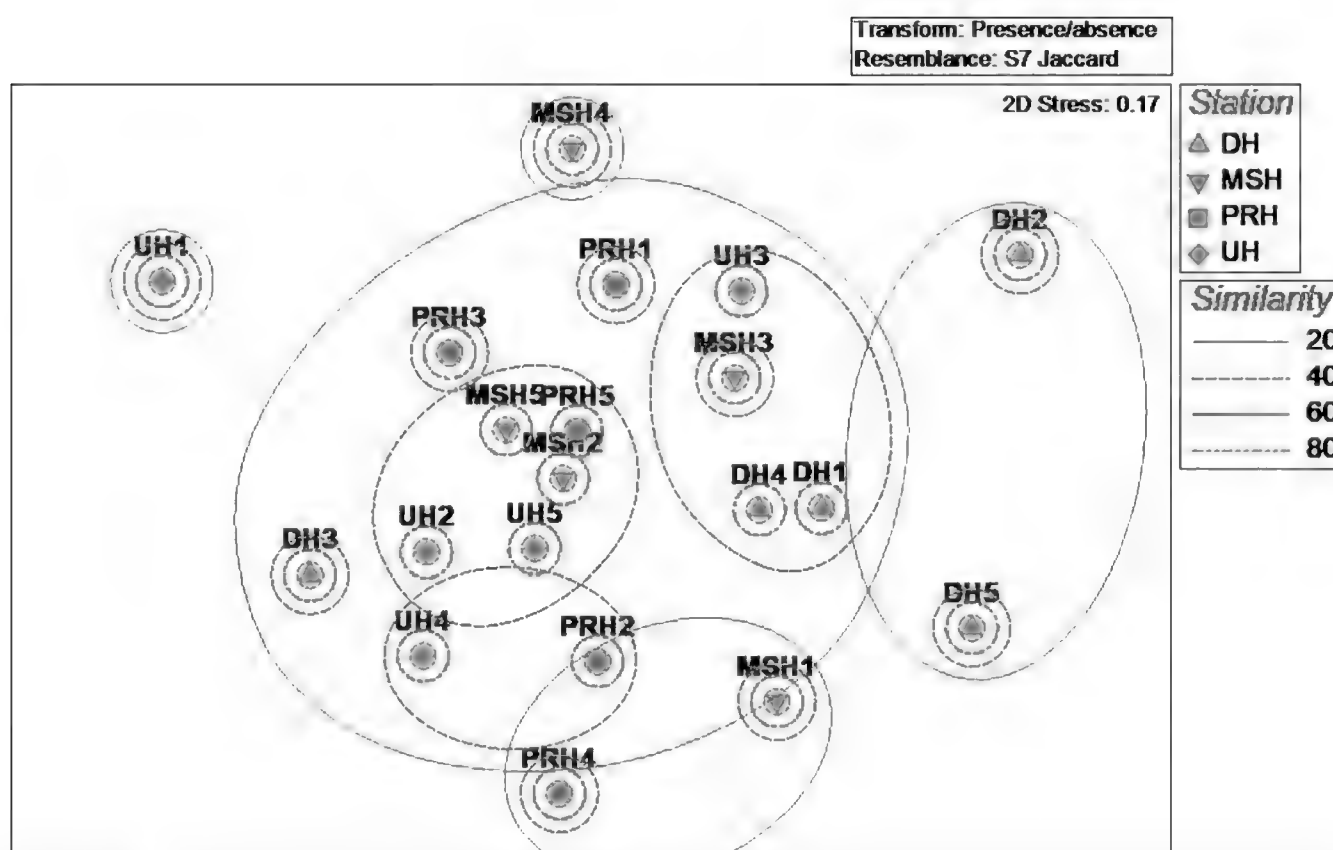 Transform: Presence/absence
Resemblance: S7 Jaccard
2D Stress: 0.17
Station
DH
MSH
PRH
UH
Similarity
20
40
60
80
MSH4
UH1
PRH1
UH3
DH2
PRH3
MSH3
MSH5
PRH5
MSH2
DH4
DH1
UH2
UH5
DH3
UH4
PRH2
DH5
MSH1
PRH4